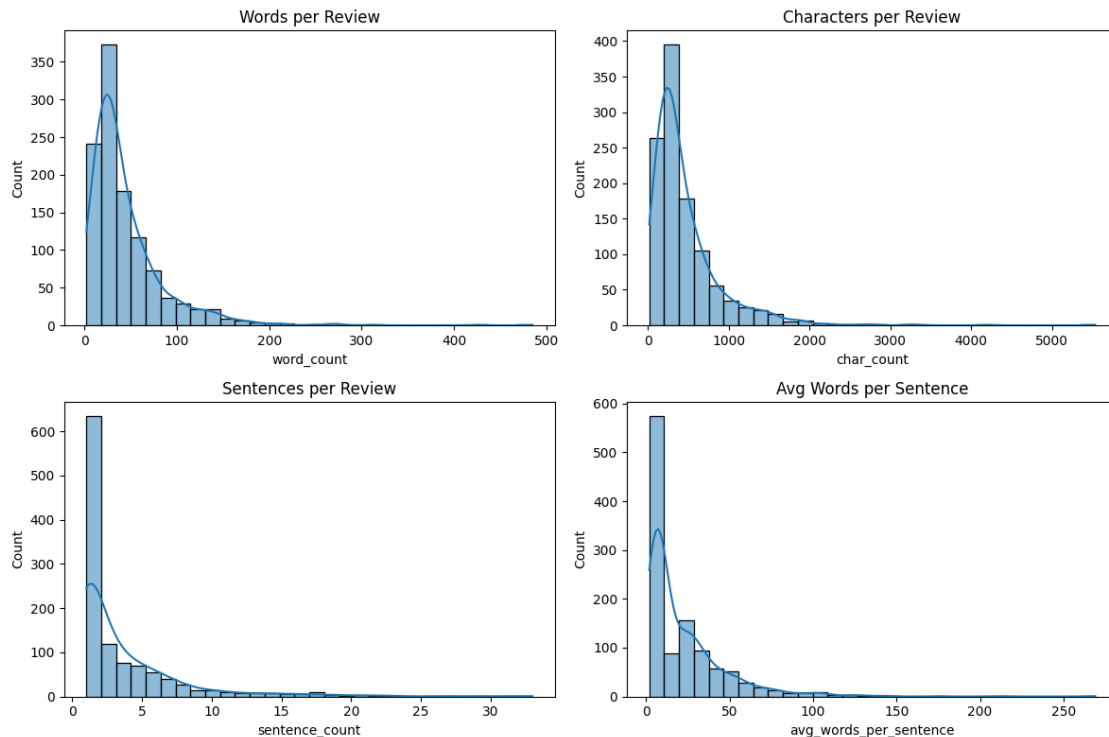 Words per Review
350
300
250
200
150
100
50
0
Count
0 100 200 300 400 500
word_count
Characters per Review
400
350
300
250
200
150
100
50
0
Count
0 1000 2000 3000 4000 5000
char_count
Sentences per Review
600
500
400
300
200
100
0
Count
0 5 10 15 20 25 30
sentence_count
Avg Words per Sentence
600
500
400
300
200
100
0
Count
0 50 100 150 200 250
avg_words_per_sentence